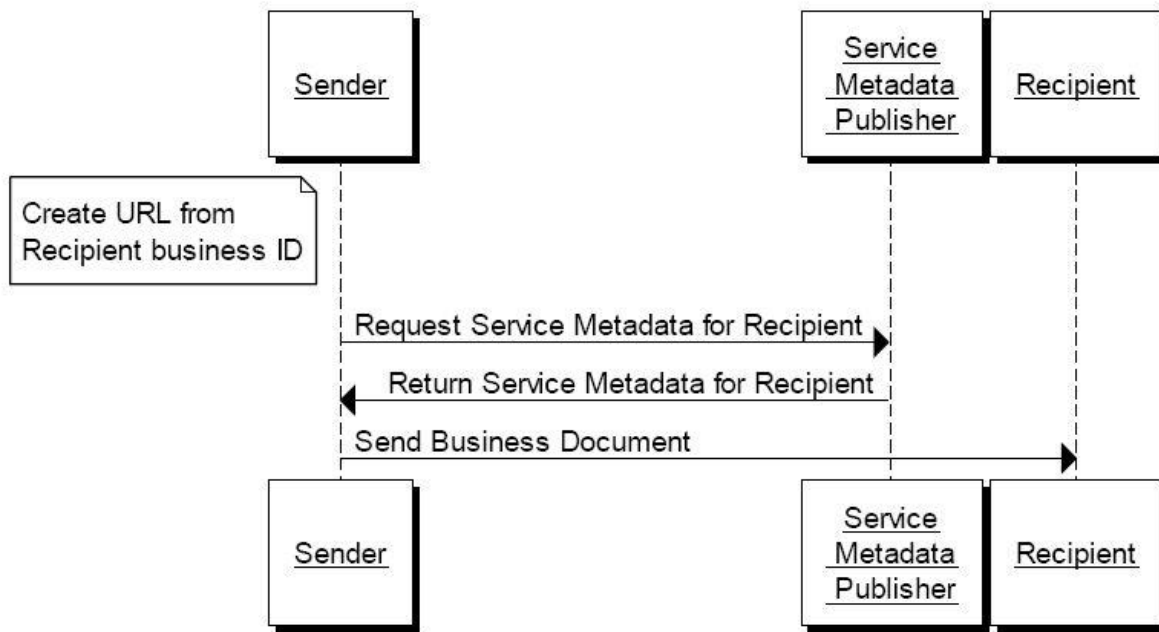 Sender
Service
Metadata
Publisher
Recipient
Create URL from
Recipient business ID
Request Service Metadata for Recipient
Return Service Metadata for Recipient
Send Business Document
Sender
Service
Metadata
Publisher
Recipient